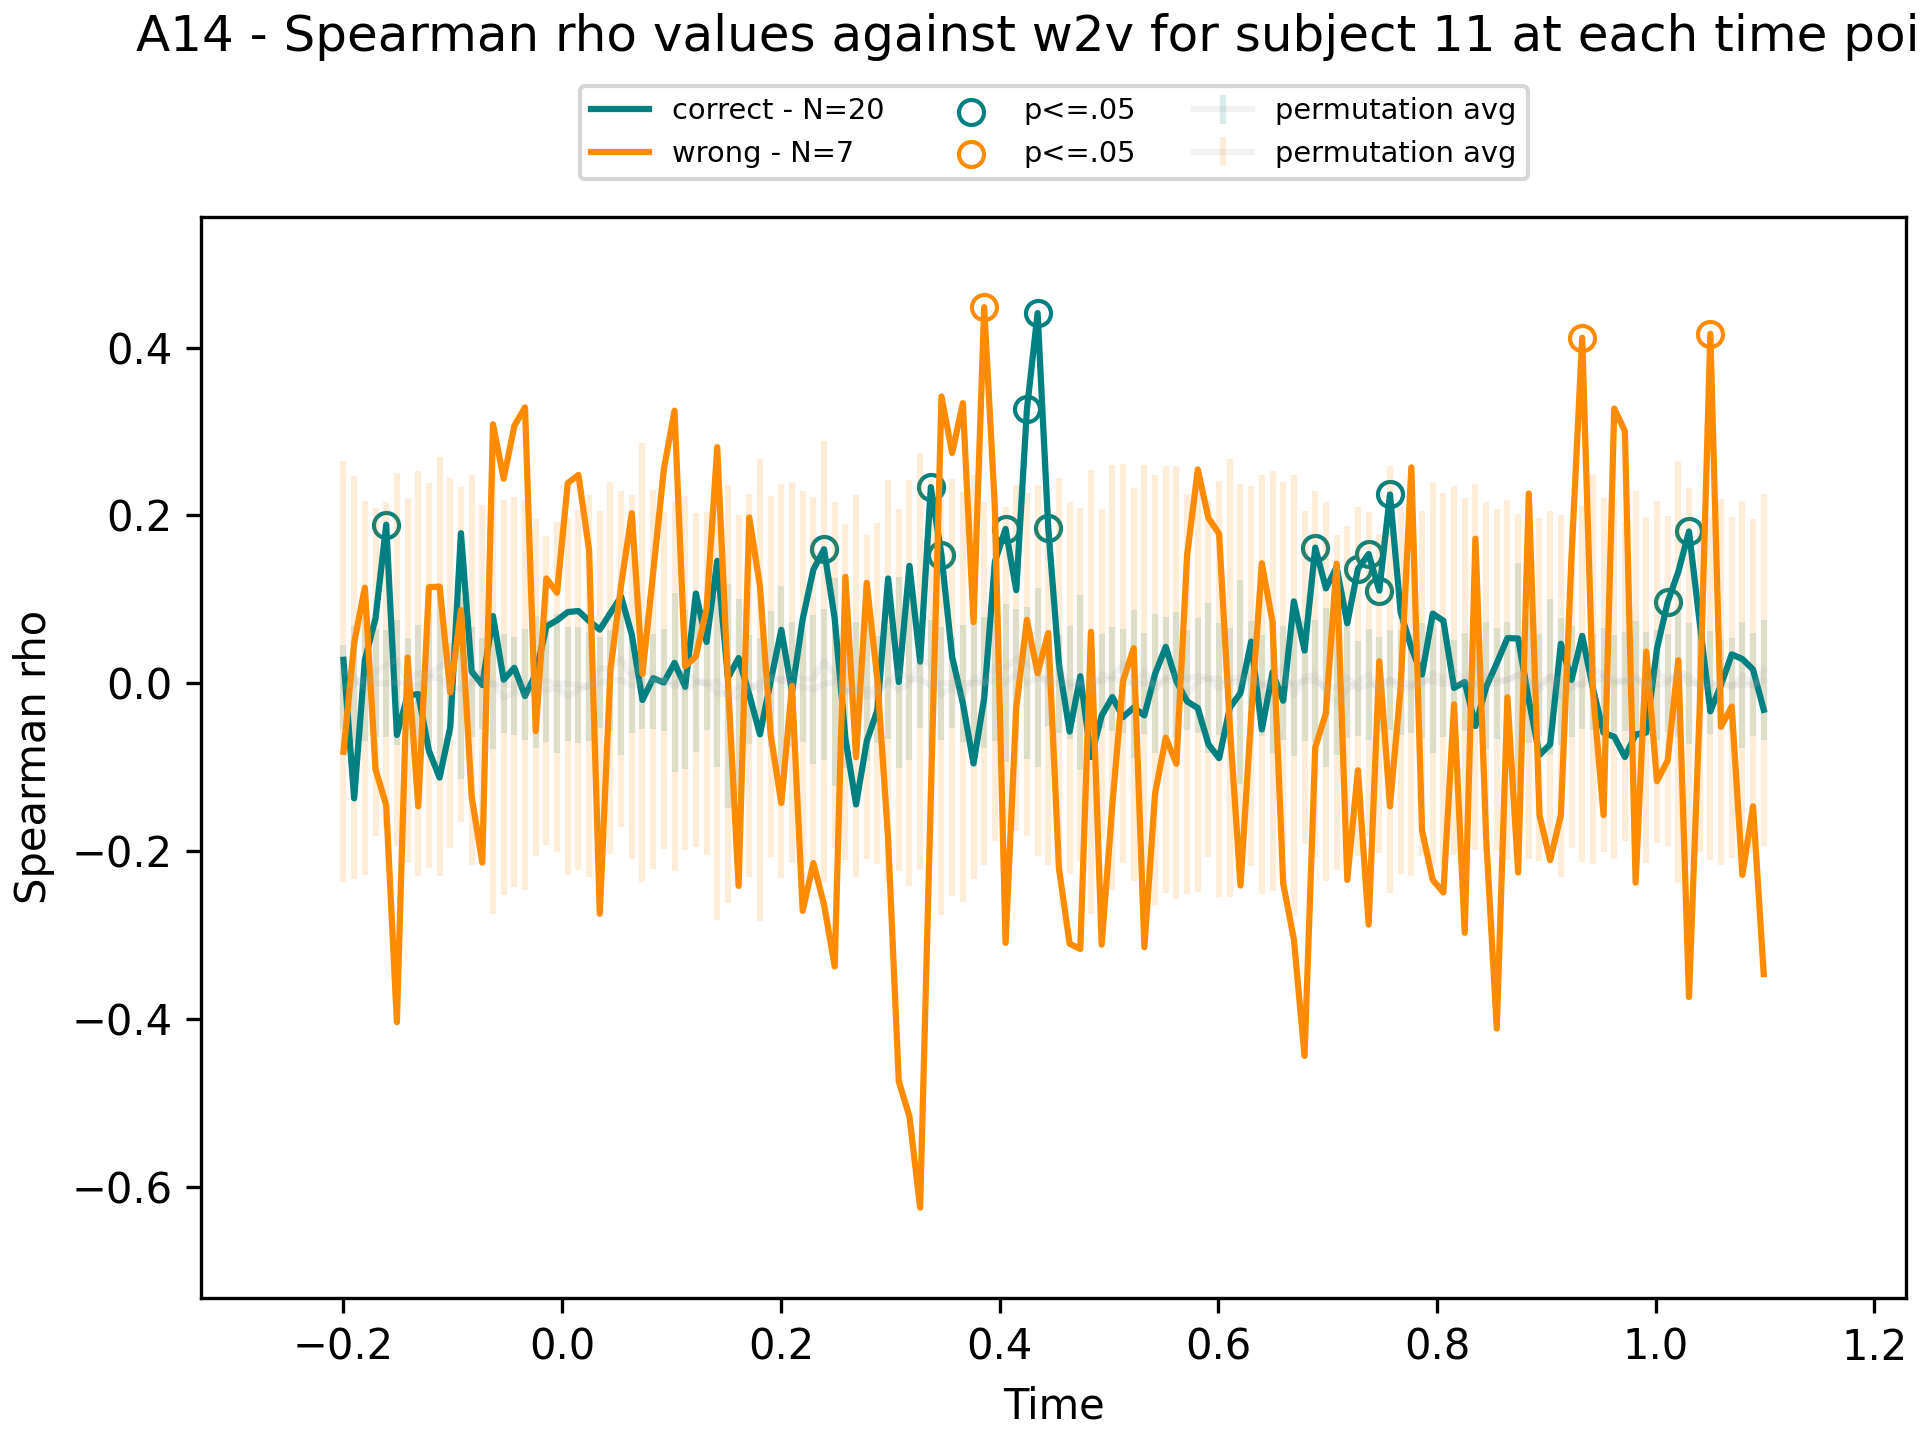 A14 - Spearman rho values against w2v for subject 11 at each time poi
correct - N=20 p<=.05 permutation avg
wrong - N=7 p<=.05 permutation avg
Spearman rho
0.4
0.2
0.0
−0.2
−0.4
−0.6
−0.2 0.0 0.2 0.4 0.6 0.8 1.0 1.2
Time